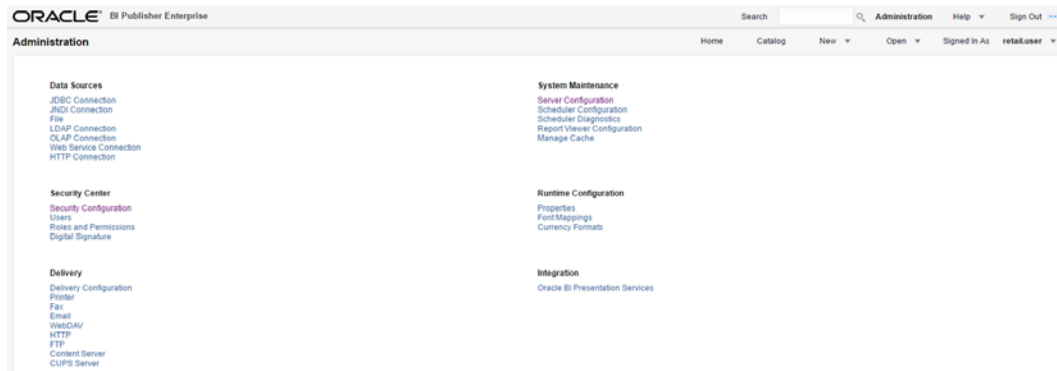 ORACLE BI Publisher Enterprise
Search Administration Help Sign Out
Administration
Home Catalog New Open Signed In As retail.user
Data Sources
JDBC Connection
JNDI Connection
File
LDAP Connection
OLAP Connection
Web Service Connection
HTTP Connection
System Maintenance
Server Configuration
Scheduler Configuration
Scheduler Diagnostics
Report Viewer Configuration
Manage Cache
Security Center
Security Configuration
Users
Roles and Permissions
Digital Signature
Runtime Configuration
Properties
Font Mappings
Currency Formats
Delivery
Delivery Configuration
Printer
Fax
Email
WebDAV
HTTP
FTP
Content Server
CUPS Server
Integration
Oracle BI Presentation Services